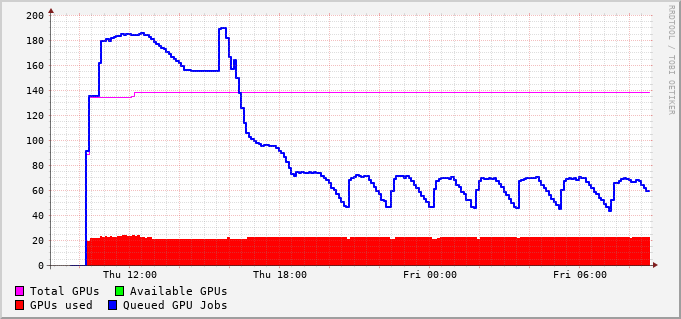 200
180
160
140
120
100
80
60
40
20
0
Thu 12:00 Thu 18:00 Fri 00:00 Fri 06:00
Total GPUs Available GPUs
GPUs used Queued GPU Jobs
RRDTOOL / TOBI OETIKER